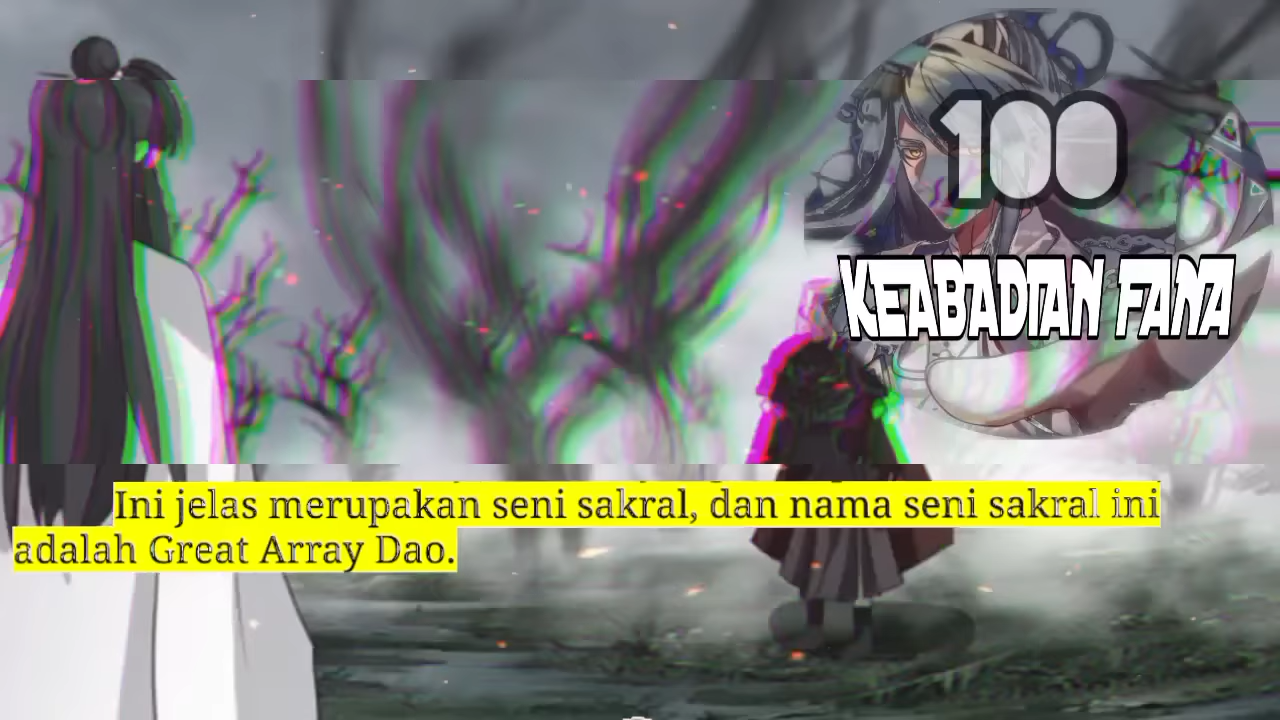 100
KEABADIAN FANA
Ini jelas merupakan seni sakral, dan nama seni sakral ini
adalah Great Array Dao.